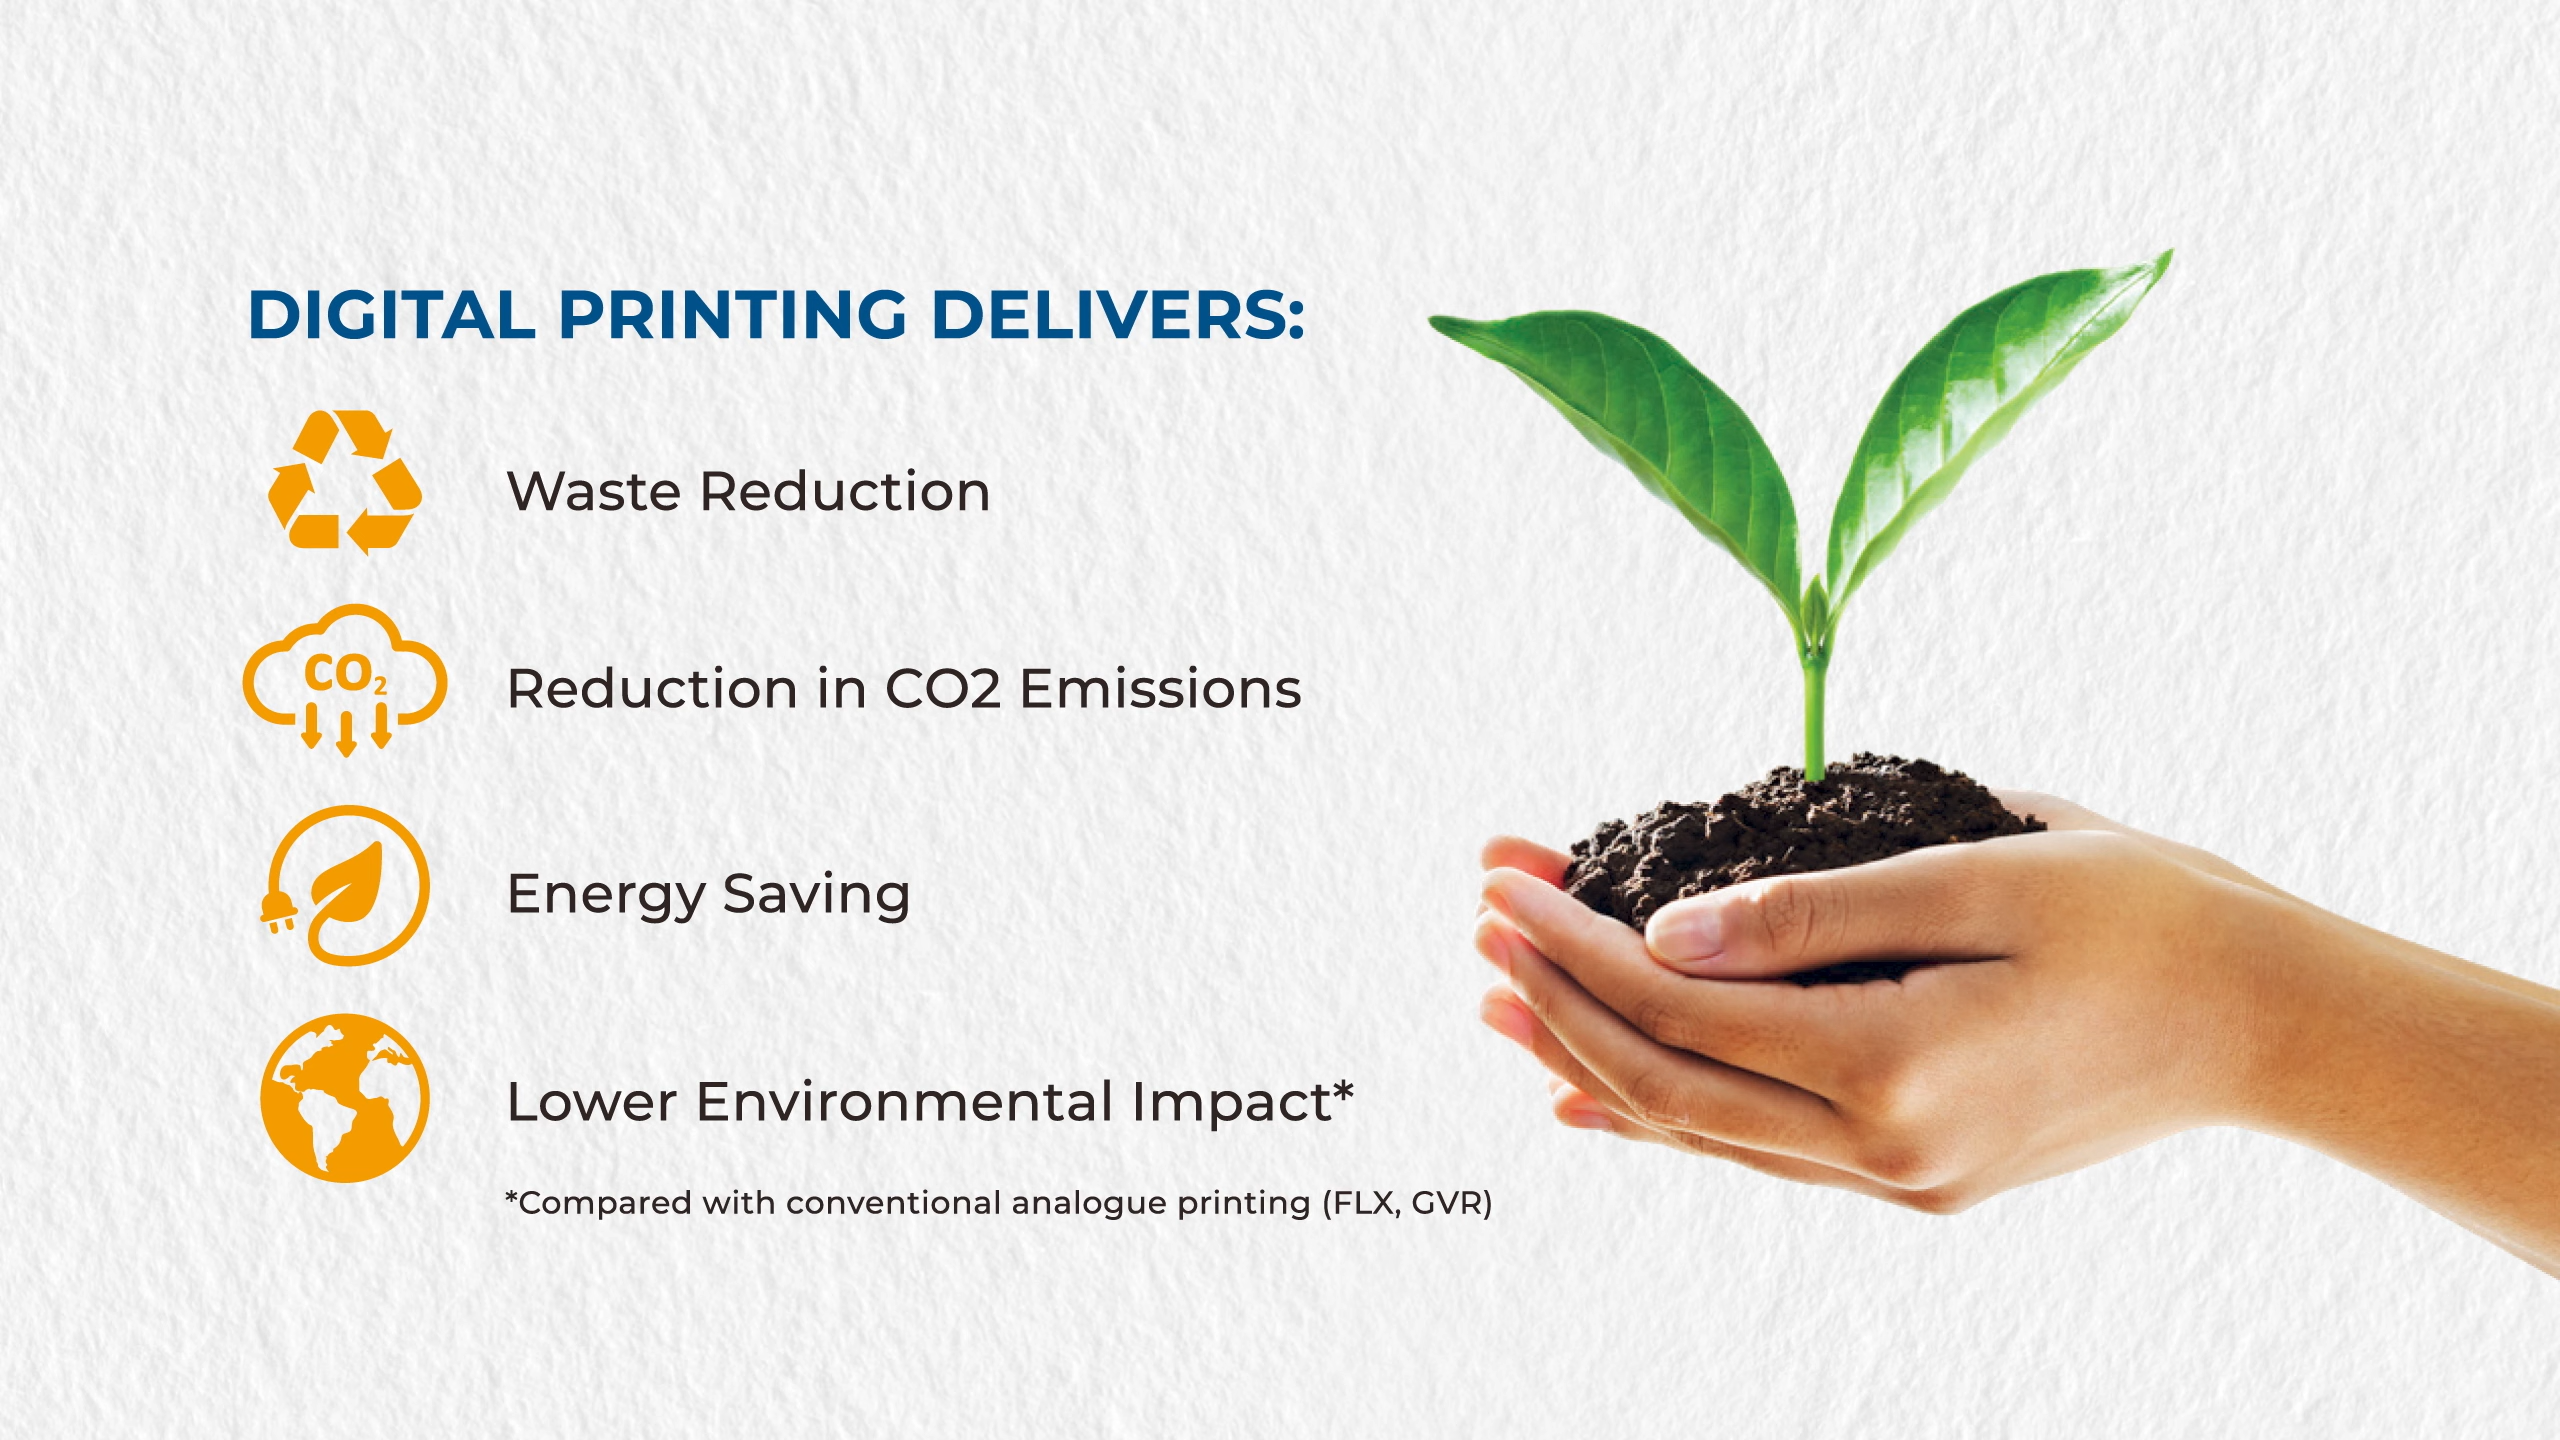 DIGITAL PRINTING DELIVERS:
Waste Reduction
CO₂
Reduction in CO2 Emissions
Energy Saving
Lower Environmental Impact*
*Compared with conventional analogue printing (FLX, GVR)